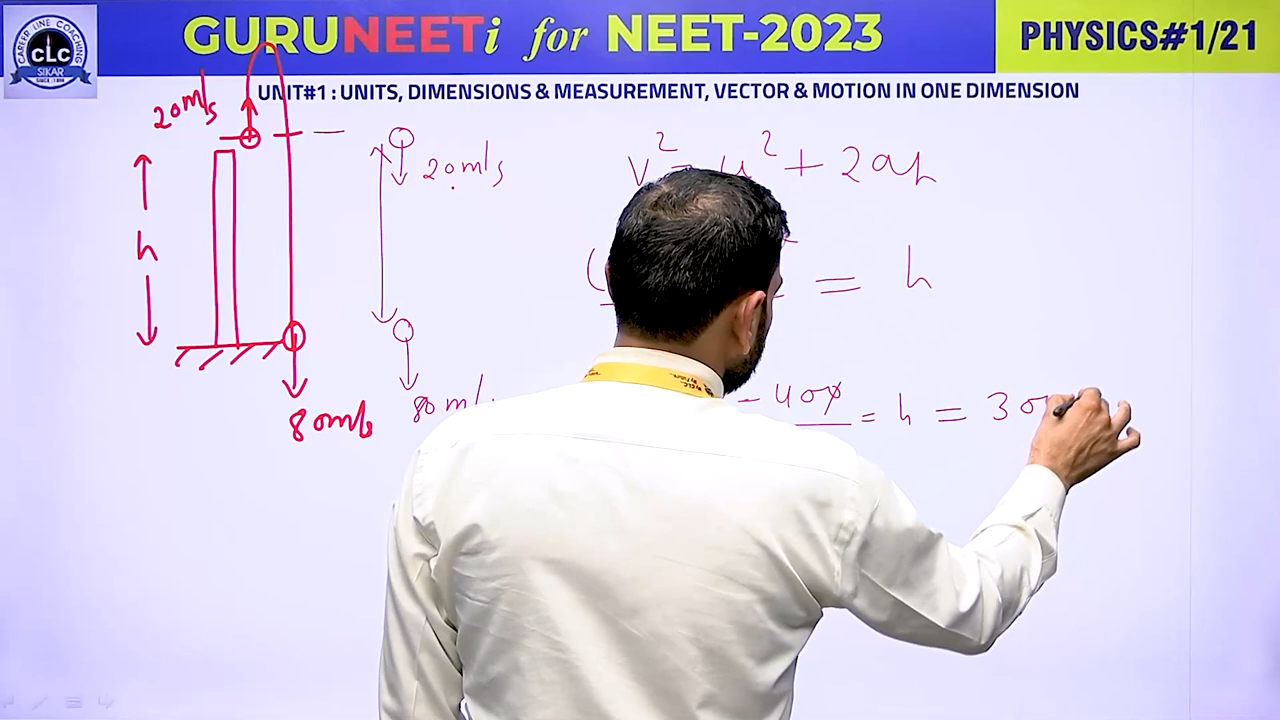 GURUNEETi for NEET-2023
PHYSICS#1/21
CAREER LINE COACHING
CLC
SIKAR
UNIT#1 : UNITS, DIMENSIONS & MEASUREMENT, VECTOR & MOTION IN ONE DIMENSION
20m/s
20m/s
v² = u² + 2ah
h
= h
80m/s
80m/s
- 400 = h = 30